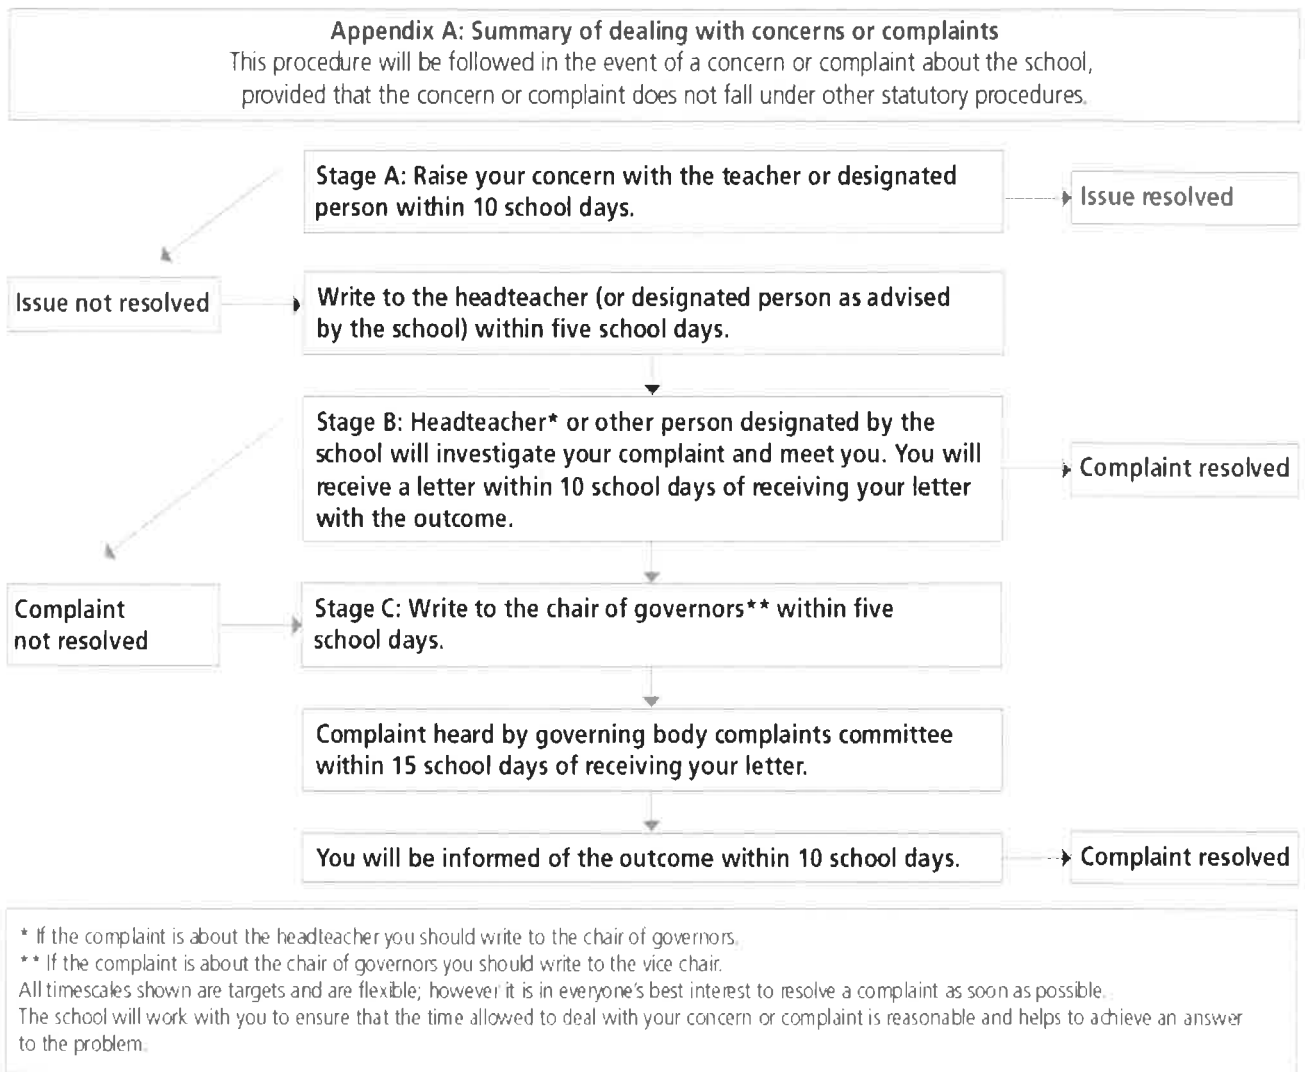 Appendix A: Summary of dealing with concerns or complaints
This procedure will be followed in the event of a concern or complaint about the school,
provided that the concern or complaint does not fall under other statutory procedures.
Stage A: Raise your concern with the teacher or designated
person within 10 school days.
Issue resolved
Issue not resolved
Write to the headteacher (or designated person as advised
by the school) within five school days.
Stage B: Headteacher* or other person designated by the
school will investigate your complaint and meet you. You will
receive a letter within 10 school days of receiving your letter
with the outcome.
Complaint resolved
Complaint
not resolved
Stage C: Write to the chair of governors** within five
school days.
Complaint heard by governing body complaints committee
within 15 school days of receiving your letter.
You will be informed of the outcome within 10 school days.
Complaint resolved
* If the complaint is about the headteacher you should write to the chair of governors.
** If the complaint is about the chair of governors you should write to the vice chair.
All timescales shown are targets and are flexible; however it is in everyone's best interest to resolve a complaint as soon as possible.
The school will work with you to ensure that the time allowed to deal with your concern or complaint is reasonable and helps to achieve an answer
to the problem.